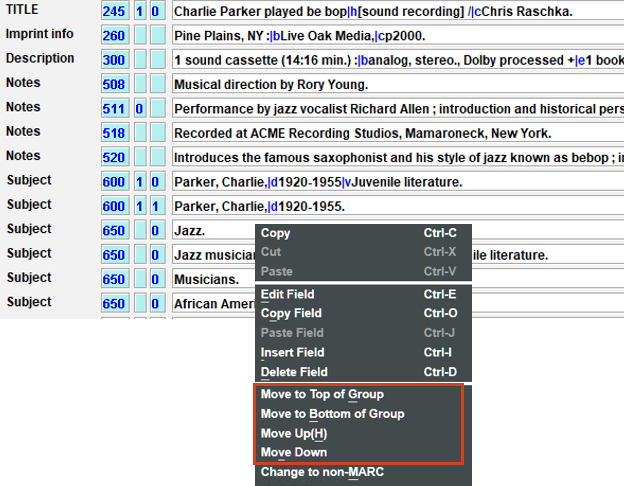 TITLE 245 1 0 Charlie Parker played be bop|h[sound recording] /|cChris Raschka.
Imprint info 260 Pine Plains, NY :|bLive Oak Media,|cp2000.
Description 300 1 sound cassette (14:16 min.) :|banalog, stereo., Dolby processed +|e1 book
Notes 508 Musical direction by Rory Young.
Notes 511 0 Performance by jazz vocalist Richard Allen ; introduction and historical pers
Notes 518 Recorded at ACME Recording Studios, Mamaroneck, New York.
Notes 520 Introduces the famous saxophonist and his style of jazz known as bebop ; in
Subject 600 1 0 Parker, Charlie,|d1920-1955|vJuvenile literature.
Subject 600 1 1 Parker, Charlie,|d1920-1955.
Subject 650 0 Jazz.
Subject 650 0 Jazz musicia ile literature.
Subject 650 0 Musicians.
Subject 650 0 African Ameri
Copy Ctrl-C
Cut Ctrl-X
Paste Ctrl-V
Edit Field Ctrl-E
Copy Field Ctrl-O
Paste Field Ctrl-J
Insert Field Ctrl-I
Delete Field Ctrl-D
Move to Top of Group
Move to Bottom of Group
Move Up(H)
Move Down
Change to non-MARC